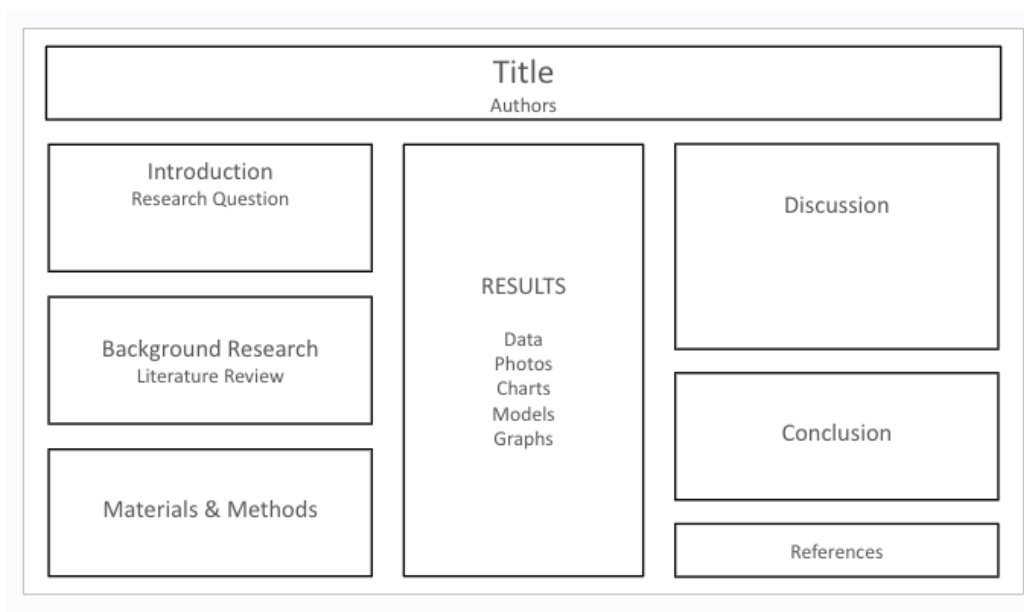 Title
Authors
Introduction
Research Question
Background Research
Literature Review
Materials & Methods
RESULTS
Data
Photos
Charts
Models
Graphs
Discussion
Conclusion
References